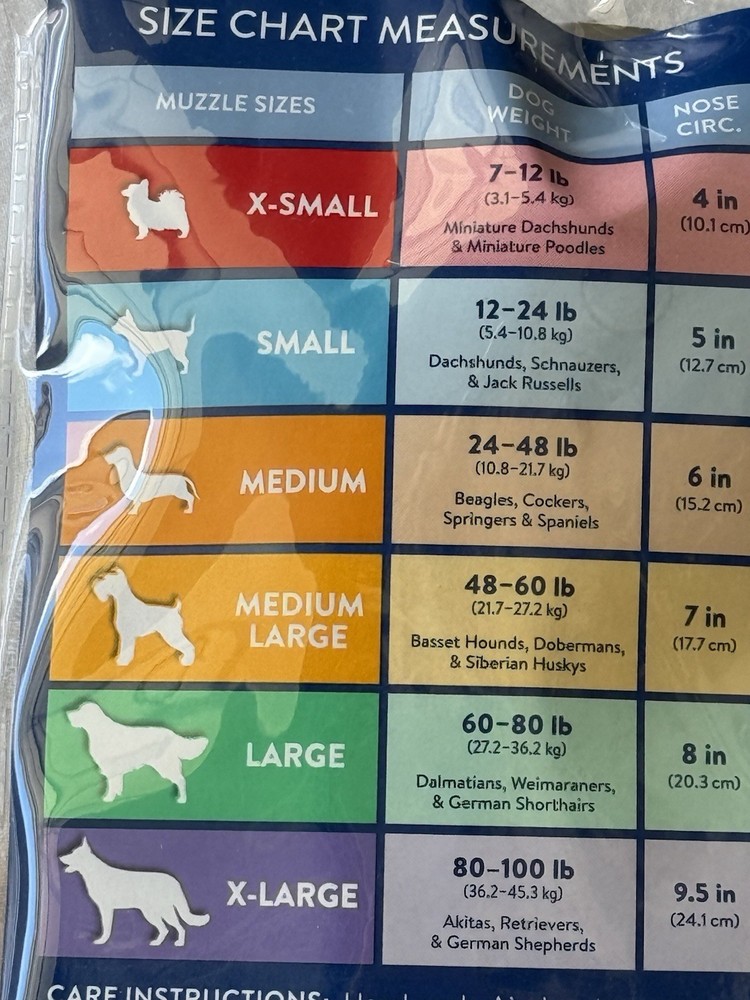 SIZE CHART MEASUREMENTS
MUZZLE SIZES
DOG
WEIGHT
NOSE
CIRC.
X-SMALL
7–12 lb
(3.1–5.4 kg)
Miniature Dachshunds
& Miniature Poodles
4 in
(10.1 cm)
SMALL
12–24 lb
(5.4–10.8 kg)
Dachshunds, Schnauzers,
& Jack Russells
5 in
(12.7 cm)
MEDIUM
24–48 lb
(10.8–21.7 kg)
Beagles, Cockers,
Springers & Spaniels
6 in
(15.2 cm)
MEDIUM
LARGE
48–60 lb
(21.7–27.2 kg)
Basset Hounds, Dobermans,
& Siberian Huskys
7 in
(17.7 cm)
LARGE
60–80 lb
(27.2–36.2 kg)
Dalmatians, Weimaraners,
& German Shorthairs
8 in
(20.3 cm)
X-LARGE
80–100 lb
(36.2–45.3 kg)
Akitas, Retrievers,
& German Shepherds
9.5 in
(24.1 cm)
CARE INSTRUCTIONS: